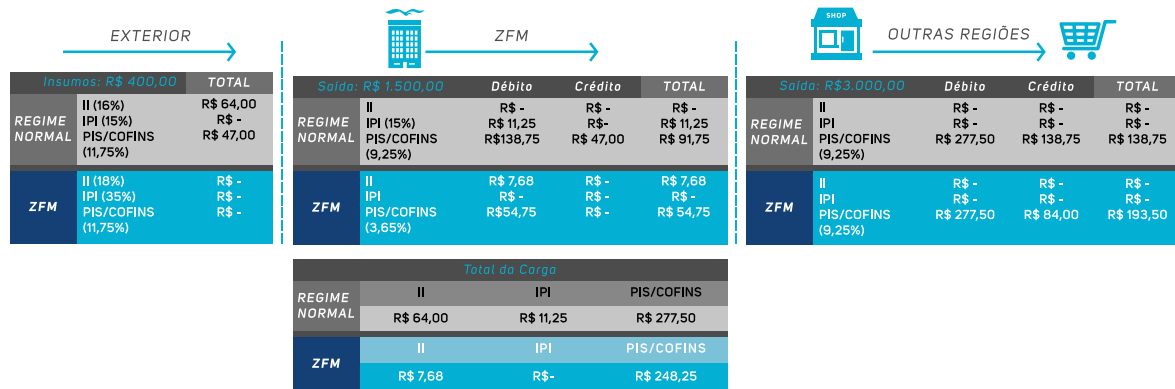 EXTERIOR
Insumos: R$ 400,00 TOTAL
REGIME NORMAL
II (16%) R$ 64,00
IPI (15%) R$ -
PIS/COFINS R$ 47,00
(11,75%)
ZFM
II (18%) R$ -
IPI (35%) R$ -
PIS/COFINS R$ -
(11,75%)
ZFM
Saída: R$ 1.500,00 Débito Crédito TOTAL
REGIME NORMAL
II R$ - R$ - R$ -
IPI (15%) R$ 11,25 R$- R$ 11,25
PIS/COFINS R$138,75 R$ 47,00 R$ 91,75
(9,25%)
ZFM
II R$ 7,68 R$ - R$ 7,68
IPI R$ - R$ - R$ -
PIS/COFINS R$54,75 R$ - R$ 54,75
(3,65%)
SHOP
OUTRAS REGIÕES
Saída: R$3.000,00 Débito Crédito TOTAL
REGIME NORMAL
II R$ - R$ - R$ -
IPI R$ - R$ - R$ -
PIS/COFINS R$ 277,50 R$ 138,75 R$ 138,75
(9,25%)
ZFM
II R$ - R$ - R$ -
IPI R$ - R$ - R$ -
PIS/COFINS R$ 277,50 R$ 84,00 R$ 193,50
(9,25%)
Total da Carga
REGIME NORMAL
II IPI PIS/COFINS
R$ 64,00 R$ 11,25 R$ 277,50
ZFM
II IPI PIS/COFINS
R$ 7,68 R$- R$ 248,25